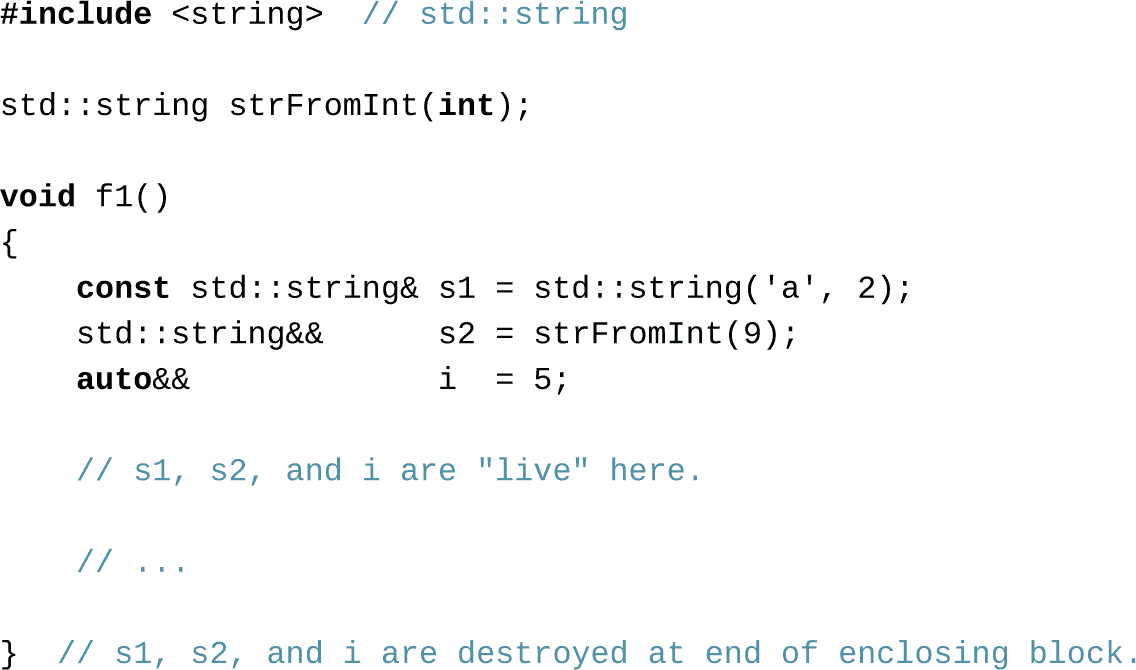 #include <string>  // std::string
std::string strFromInt(int);
void f1()
{
    const std::string& s1 = std::string('a', 2);
    std::string&&      s2 = strFromInt(9);
    auto&&             i  = 5;
    // s1, s2, and i are "live" here.
    // ...
}  // s1, s2, and i are destroyed at end of enclosing block.